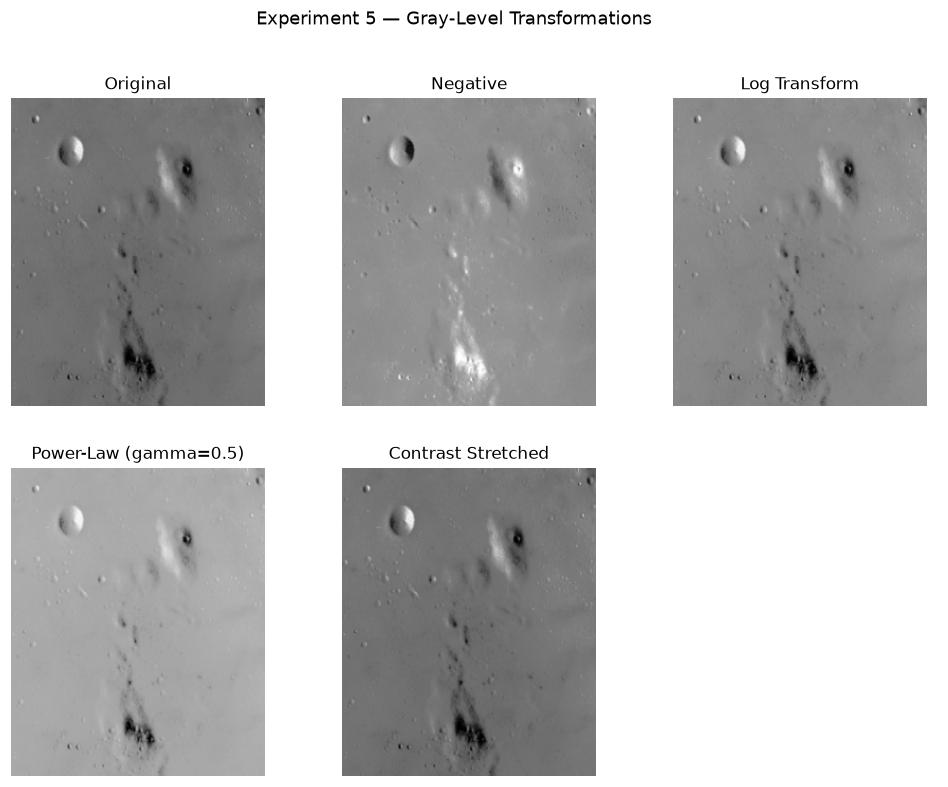 Experiment 5 — Gray-Level Transformations
Original
Negative
Log Transform
Power-Law (gamma=0.5)
Contrast Stretched